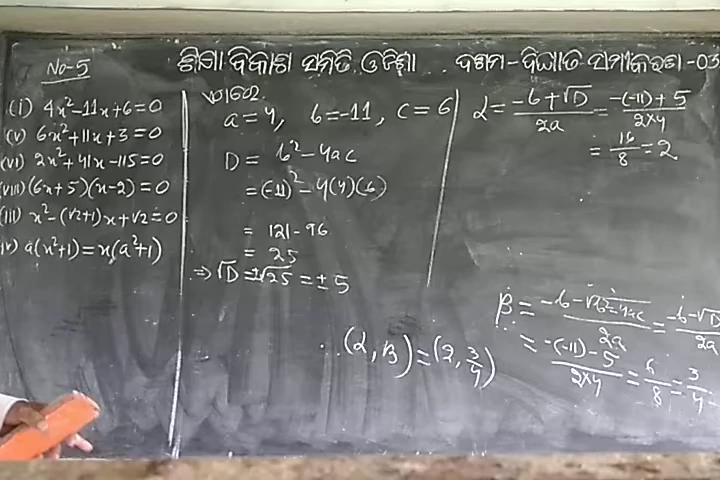 ଶିକ୍ଷା ବିକାଶ ସମିତି ଓଡ଼ିଶା .. ଦଶମ - ଦ୍ଵିଘାତ ସମୀକରଣ - 03
No-5
(i) 4x²-11x+6=0
(v) 6x²+11x+3=0
(vi) 2x²+41x-115=0
(viii) (6x+5)(x-2)=0
(iii) x²-(√2+1)x+√2=0
(iv) a(x²+1)=x(a²+1)
a=4, b=-11, c=6
D = b²-4ac
=(-11)²-4(4)(6)
= 121-96
= 25
⇒ √D=±√25 = ±5
∴ (α,β)=(2,3/4)
α = -b+√D/2a = -(-11)+5/2×4
= 16/8 = 2
β = -b-√b²-4ac/2a = -b-√D/2a
= -(-11)-5/2×4 = 6/8 = 3/4